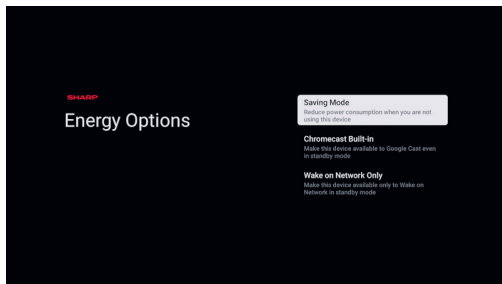 SHARP
Energy Options
Saving Mode
Reduce power consumption when you are not
using this device
Chromecast Built-in
Make this device available to Google Cast even
in standby mode
Wake on Network Only
Make this device available only to Wake on
Network in standby mode